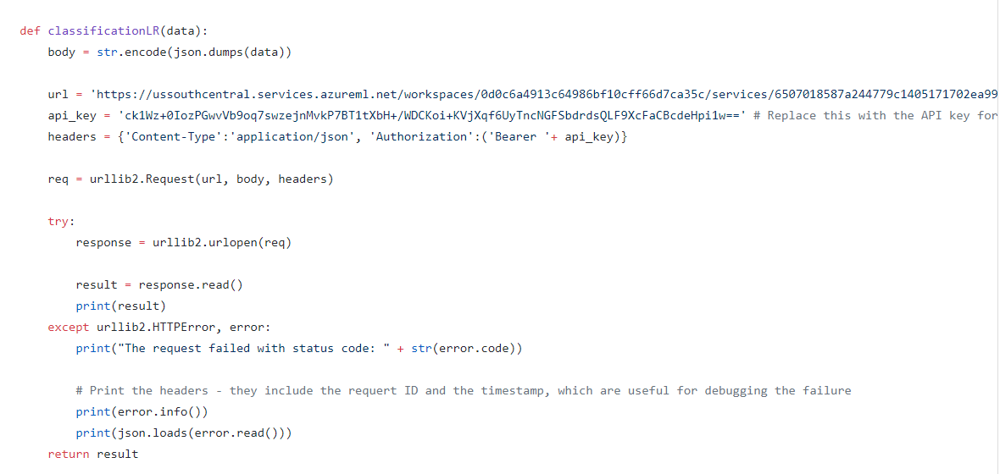 def classificationLR(data):
    body = str.encode(json.dumps(data))
    url = 'https://ussouthcentral.services.azureml.net/workspaces/0d0c6a4913c64986bf10cff66d7ca35c/services/6507018587a244779c1405171702ea99
    api_key = 'ck1Wz+0IozPGwvVb9oq7swzejnMvkP7BT1tXbH+/WDCKoi+KVjXqf6UyTncNGFSbdrdsQLF9XcFaCBcdeHpi1w==' # Replace this with the API key for
    headers = {'Content-Type':'application/json', 'Authorization':('Bearer '+ api_key)}
    req = urllib2.Request(url, body, headers)
    try:
        response = urllib2.urlopen(req)
        result = response.read()
        print(result)
    except urllib2.HTTPError, error:
        print("The request failed with status code: " + str(error.code))
        # Print the headers - they include the requert ID and the timestamp, which are useful for debugging the failure
        print(error.info())
        print(json.loads(error.read()))
    return result